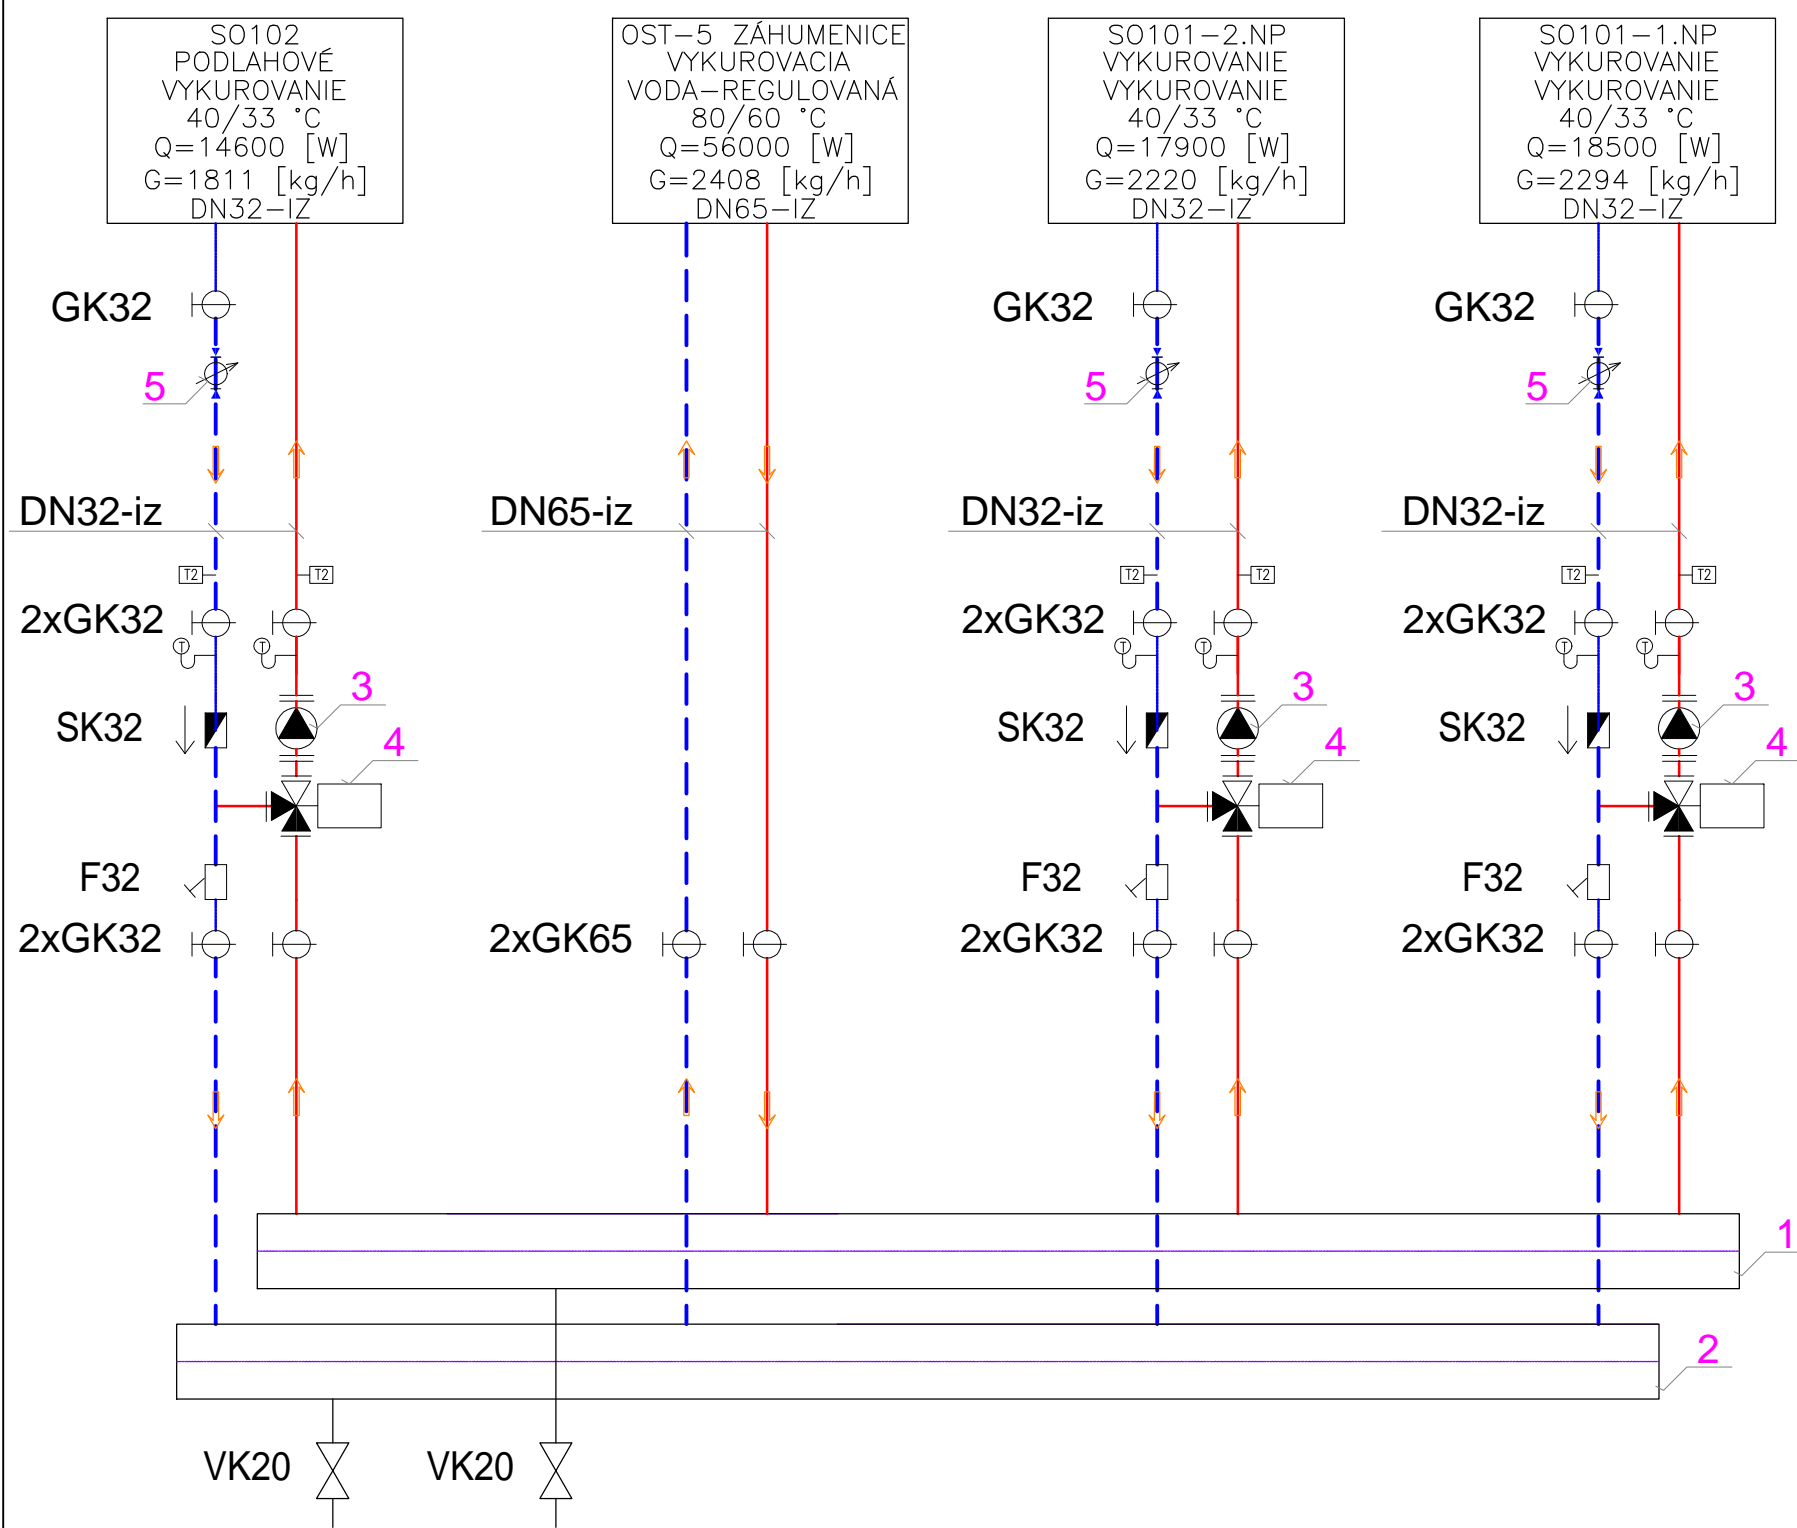 SO102
PODLAHOVÉ
VYKUROVANIE
40/33 °C
Q=14600 [W]
G=1811 [kg/h]
DN32-IZ
OST-5 ZÁHUMENICE
VYKUROVACIA
VODA-REGULOVANÁ
80/60 °C
Q=56000 [W]
G=2408 [kg/h]
DN65-IZ
SO101-2.NP
VYKUROVANIE
VYKUROVANIE
40/33 °C
Q=17900 [W]
G=2220 [kg/h]
DN32-IZ
SO101-1.NP
VYKUROVANIE
VYKUROVANIE
40/33 °C
Q=18500 [W]
G=2294 [kg/h]
DN32-IZ
GK32
GK32
GK32
5
5
5
DN32-iz
DN65-iz
DN32-iz
DN32-iz
T2
T2
T2
T2
T2
T2
2xGK32
2xGK32
2xGK32
T
T
T
T
T
T
3
3
3
SK32
SK32
SK32
4
4
4
F32
F32
F32
2xGK32
2xGK65
2xGK32
2xGK32
1
2
VK20
VK20